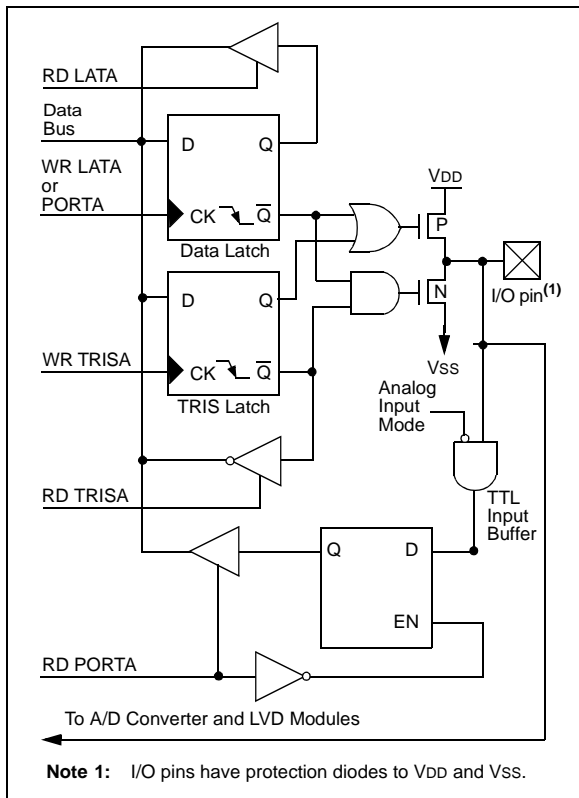 RD LATA
Data
Bus
D Q
WR LATA
or
PORTA
CK Q
Data Latch
VDD
P
D Q
N
I/O pin(1)
WR TRISA
CK Q
TRIS Latch
VSS
Analog
Input
Mode
RD TRISA
TTL
Input
Buffer
Q D
EN
RD PORTA
To A/D Converter and LVD Modules
Note 1: I/O pins have protection diodes to VDD and VSS.